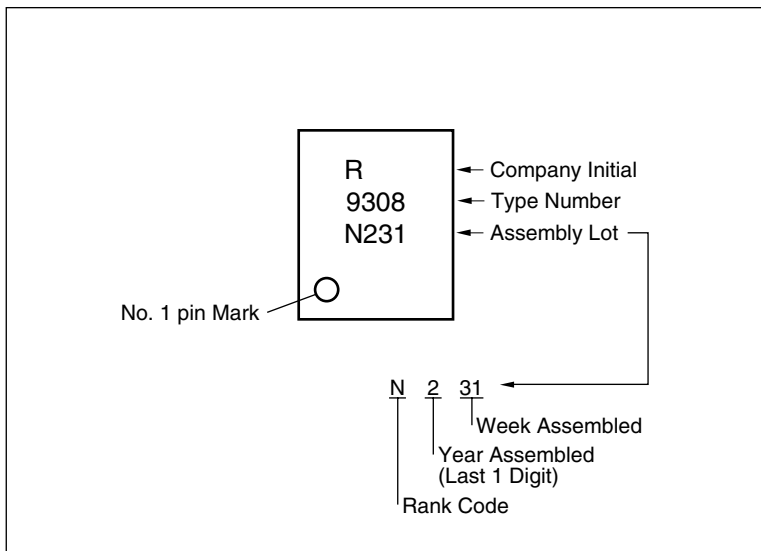 R
9308
N231
Company Initial
Type Number
Assembly Lot
No. 1 pin Mark
N 2 31
Week Assembled
Year Assembled
(Last 1 Digit)
Rank Code